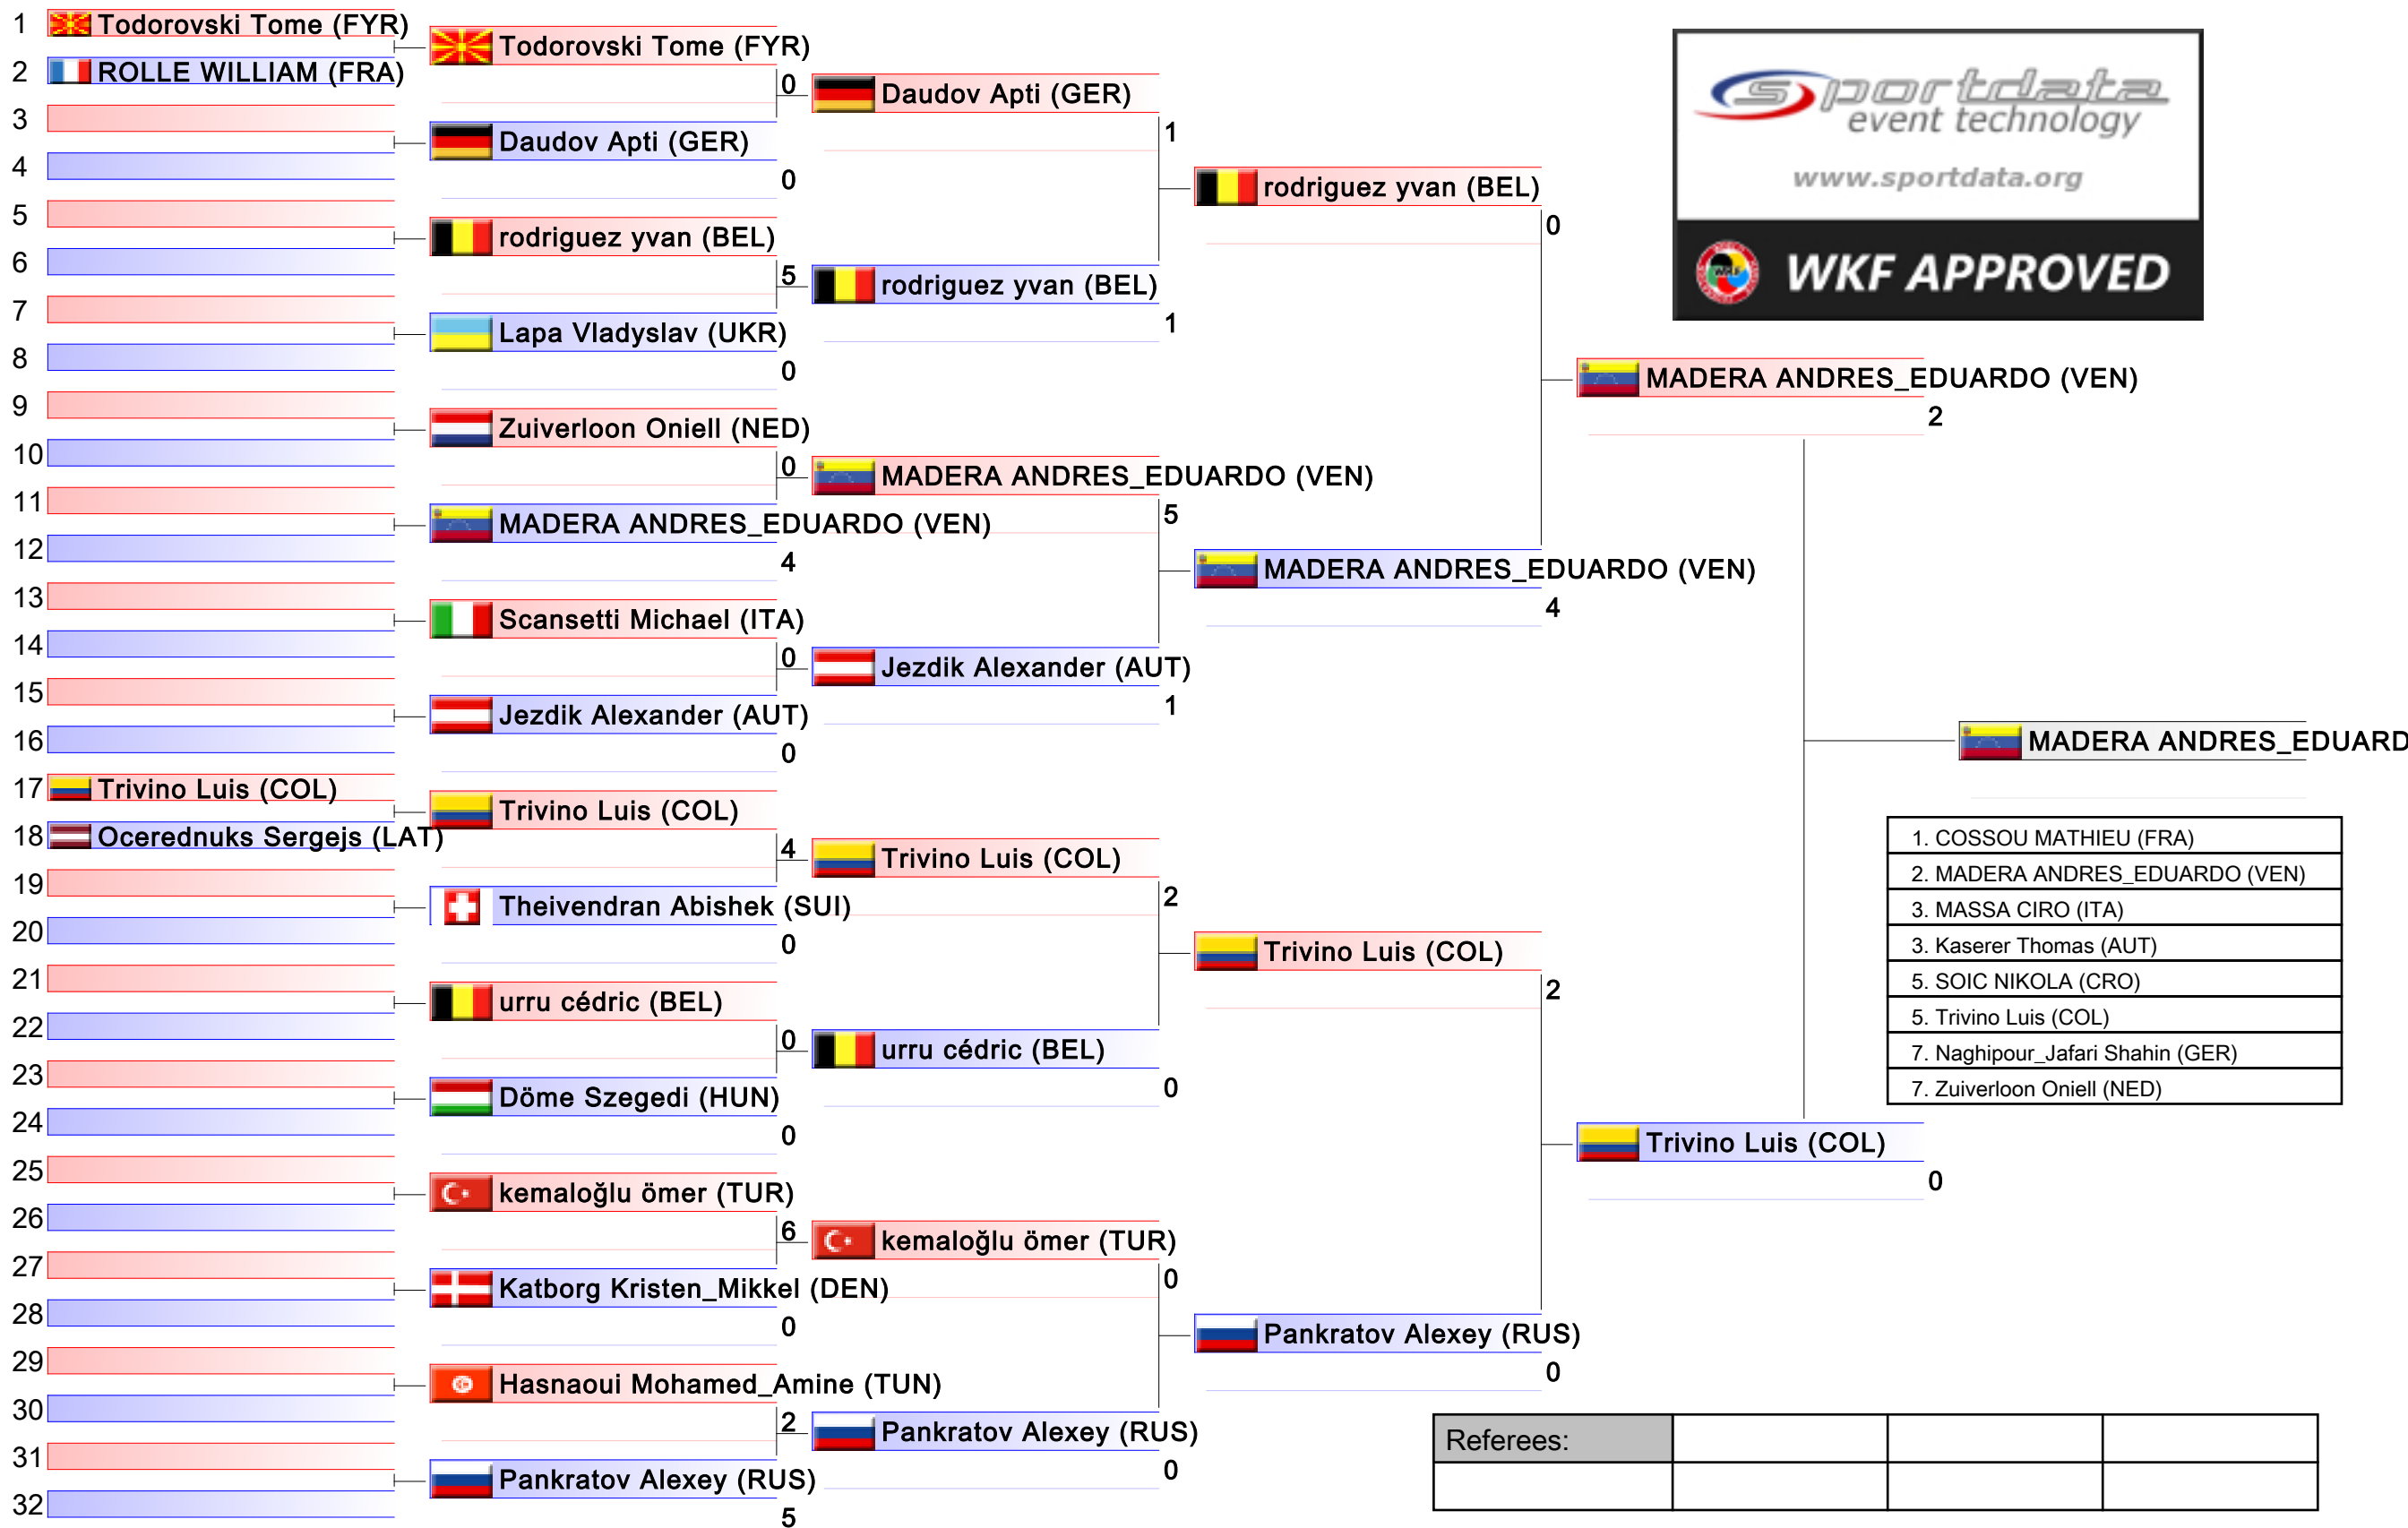 1 Todorovski Tome (FYR)
2 ROLLE WILLIAM (FRA)
3
4
5
6
7
8
9
10
11
12
13
14
15
16
17 Trivino Luis (COL)
18 Ocerednuks Sergejs (LAT)
19
20
21
22
23
24
25
26
27
28
29
30
31
32
Todorovski Tome (FYR)
0
Daudov Apti (GER)
0
rodriguez yvan (BEL)
5
Lapa Vladyslav (UKR)
0
Zuiverloon Oniell (NED)
0
MADERA ANDRES_EDUARDO (VEN)
4
Scansetti Michael (ITA)
0
Jezdik Alexander (AUT)
0
Trivino Luis (COL)
4
Theivendran Abishek (SUI)
0
urru cédric (BEL)
0
Döme Szegedi (HUN)
0
kemaloğlu ömer (TUR)
6
Katborg Kristen_Mikkel (DEN)
0
Hasnaoui Mohamed_Amine (TUN)
2
Pankratov Alexey (RUS)
5
Daudov Apti (GER)
1
rodriguez yvan (BEL)
1
MADERA ANDRES_EDUARDO (VEN)
5
Jezdik Alexander (AUT)
1
Trivino Luis (COL)
2
urru cédric (BEL)
0
kemaloğlu ömer (TUR)
0
Pankratov Alexey (RUS)
0
rodriguez yvan (BEL)
0
MADERA ANDRES_EDUARDO (VEN)
4
Trivino Luis (COL)
2
Pankratov Alexey (RUS)
0
MADERA ANDRES_EDUARDO (VEN)
2
Trivino Luis (COL)
0
MADERA ANDRES_EDUARD
sportdata
event technology
www.sportdata.org
WKF APPROVED
1. COSSOU MATHIEU (FRA)
2. MADERA ANDRES_EDUARDO (VEN)
3. MASSA CIRO (ITA)
3. Kaserer Thomas (AUT)
5. SOIC NIKOLA (CRO)
5. Trivino Luis (COL)
7. Naghipour_Jafari Shahin (GER)
7. Zuiverloon Oniell (NED)
Referees: